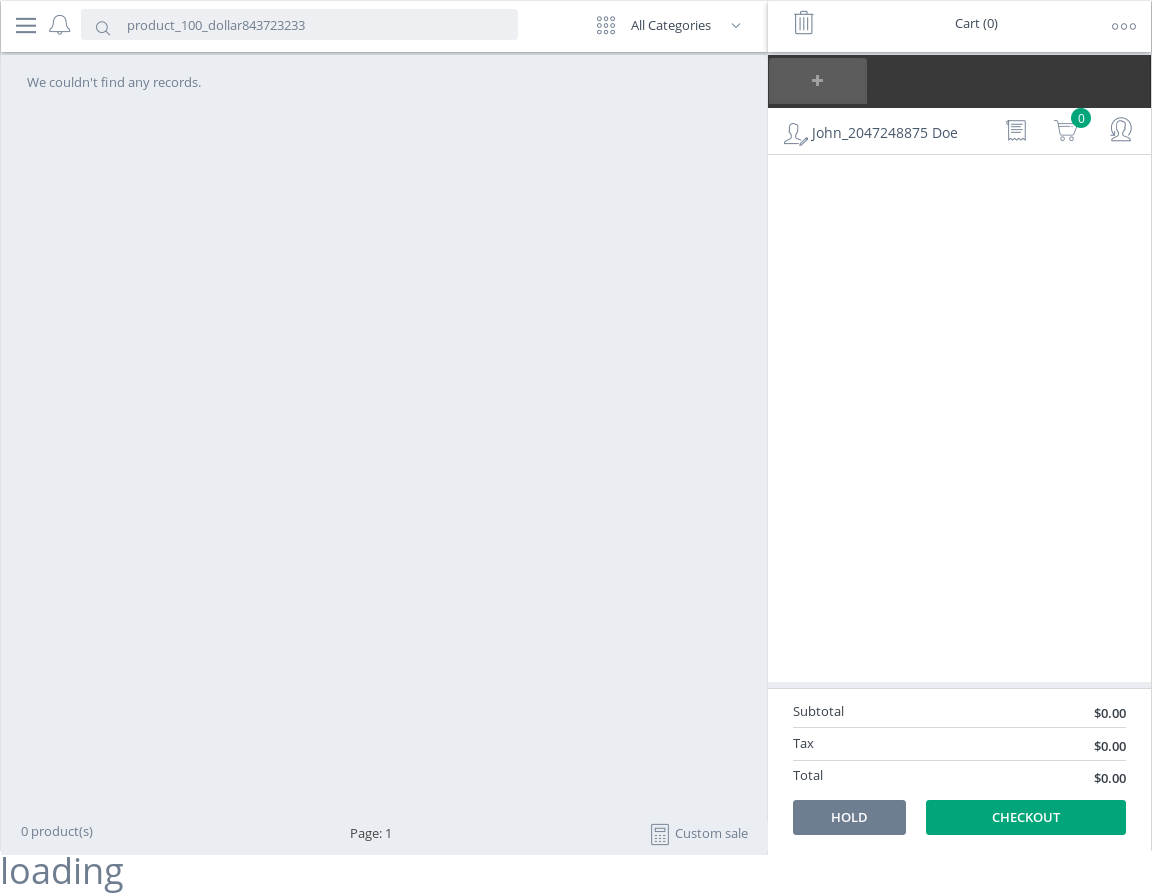 product_100_dollar843723233
All Categories
Cart (0)
We couldn't find any records.
+
John_2047248875 Doe
0
Subtotal $0.00
Tax $0.00
Total $0.00
HOLD CHECKOUT
0 product(s)
Page: 1
Custom sale
loading